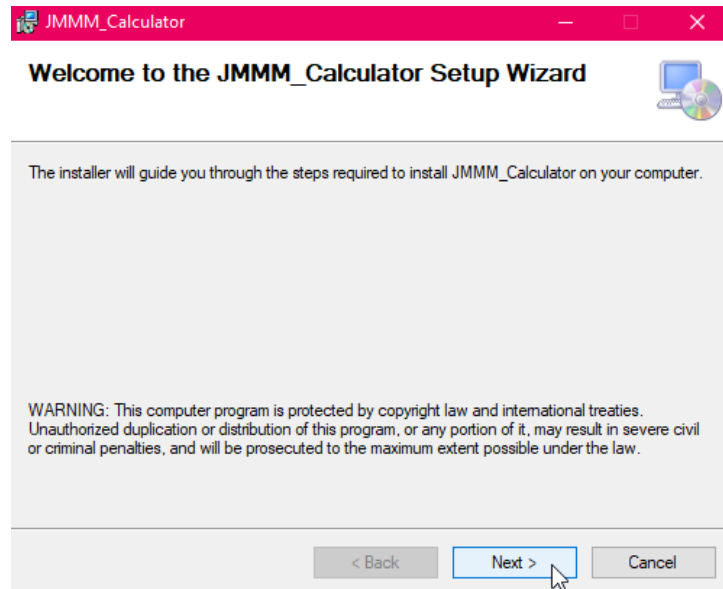 JMMM_Calculator
Welcome to the JMMM_Calculator Setup Wizard
The installer will guide you through the steps required to install JMMM_Calculator on your computer.
WARNING: This computer program is protected by copyright law and international treaties.
Unauthorized duplication or distribution of this program, or any portion of it, may result in severe civil
or criminal penalties, and will be prosecuted to the maximum extent possible under the law.
< Back Next > Cancel